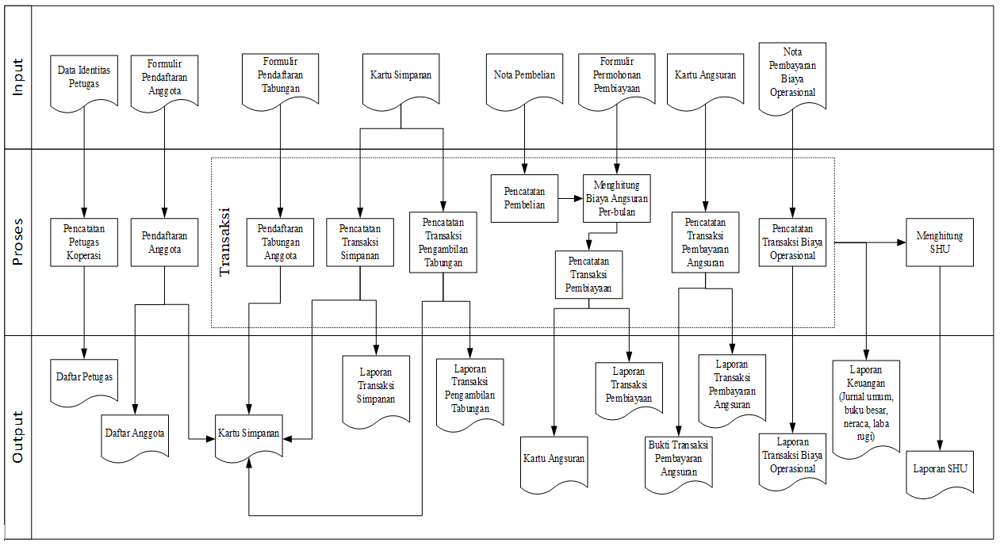 Input
Data Identitas
Petugas
Formulir
Pendaftaran
Anggota
Formulir
Pendaftaran
Tabungan
Kartu Simpanan
Nota Pembelian
Formulir
Permohonan
Pembiayaan
Kartu Angsuran
Nota
Pembayaran
Biaya
Operasional
Proses
Transaksi
Pencatatan
Petugas
Koperasi
Pendaftaran
Anggota
Pendaftaran
Tabungan
Anggota
Pencatatan
Transaksi
Simpanan
Pencatatan
Transaksi
Pengambilan
Tabungan
Pencatatan
Pembelian
Menghitung
Biaya Angsuran
Per-bulan
Pencatatan
Transaksi
Pembiayaan
Pencatatan
Transaksi
Pembayaran
Angsuran
Pencatatan
Transaksi Biaya
Operasional
Menghitung
SHU
Output
Daftar Petugas
Daftar Anggota
Kartu Simpanan
Laporan
Transaksi
Simpanan
Laporan
Transaksi
Pengambilan
Tabungan
Kartu Angsuran
Laporan
Transaksi
Pembiayaan
Bukti Transaksi
Pembayaran
Angsuran
Laporan
Transaksi
Pembayaran
Angsuran
Laporan
Transaksi Biaya
Operasional
Laporan
Keuangan
(Jurnal umum,
buku besar,
neraca, laba
rugi)
Laporan SHU